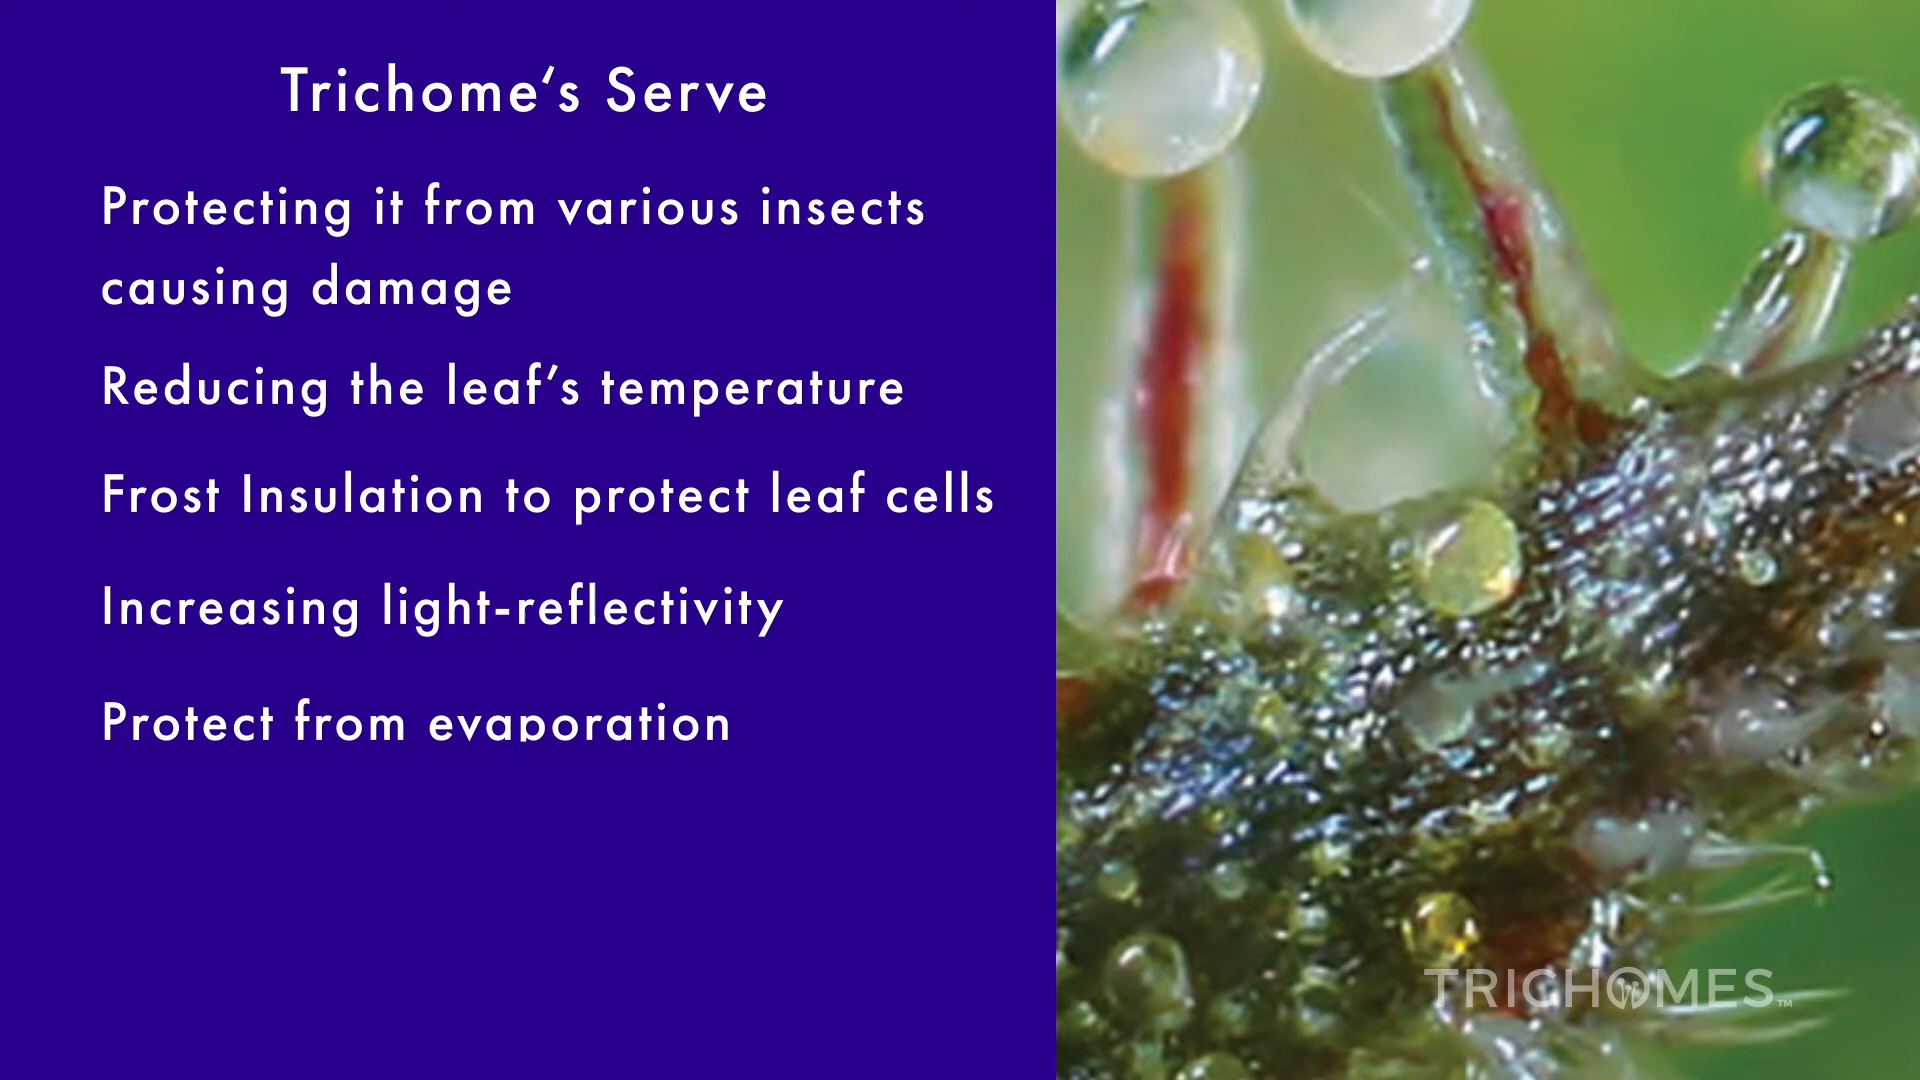 Trichome‘s Serve
Protecting it from various insects
causing damage
Reducing the leaf’s temperature
Frost Insulation to protect leaf cells
Increasing light-reflectivity
Protect from evaporation
TRICHOMES™